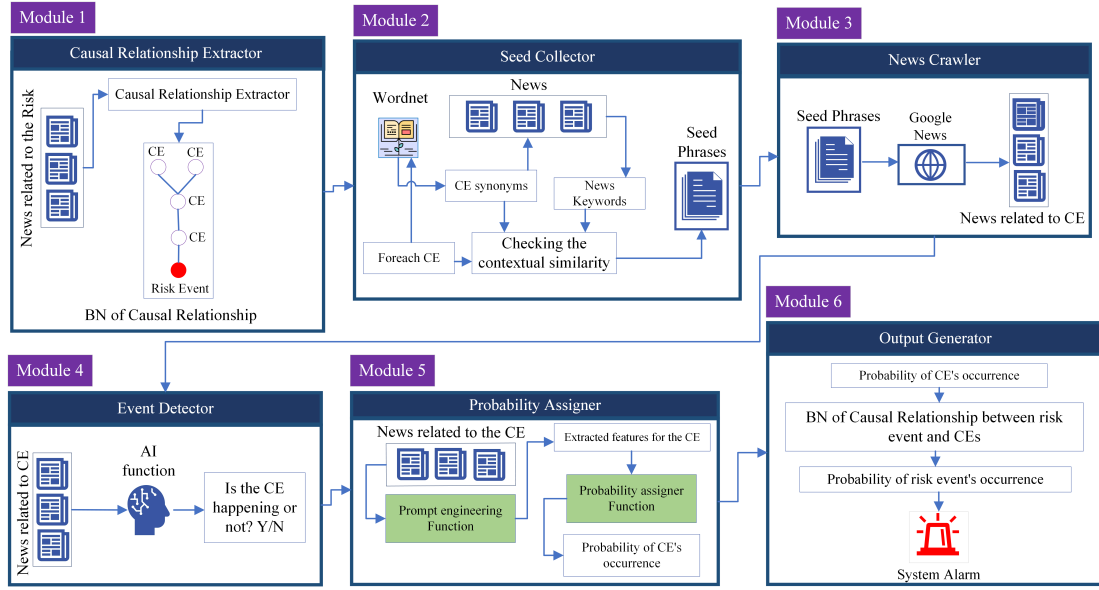 Module 1
Causal Relationship Extractor
News related ro the Risk
Causal Relationship Extractor
CE
CE
CE
CE
Risk Event
BN of Causal Relationship
Module 2
Seed Collector
Wordnet
News
CE synonyms
News
Keywords
Foreach CE
Checking the
contextual similarity
Seed
Phrases
Module 3
News Crawler
Seed Phrases
Google
News
News related to CE
Module 4
Event Detector
News related to CE
AI
function
Is the CE
happening or
not? Y/N
Module 5
Probability Assigner
News related to the CE
Prompt engineering
Function
Extracted features for the CE
Probability assigner
Function
Probability of CE's
occurrence
Module 6
Output Generator
Probability of CE's occurrence
BN of Causal Relationship between risk
event and CEs
Probability of risk event's occurrence
System Alarm